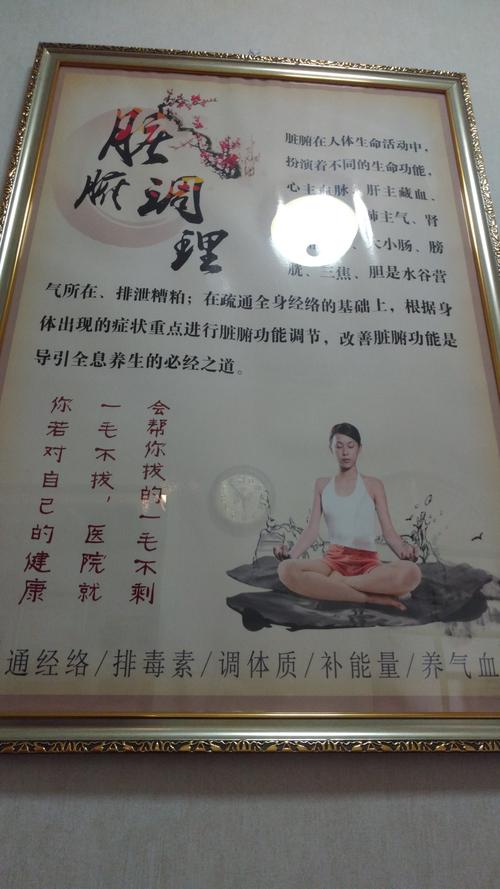 脏
腑调
理
脏腑在人体生命活动中，
扮演着不同的生命功能，
心主血脉、肝主藏血、
肺主气、肾
大小肠、膀
胱、三焦、胆是水谷营
气所在、排泄糟粕；在疏通全身经络的基础上，根据身
体出现的症状重点进行脏腑功能调节，改善脏腑功能是
导引全息养生的必经之道。
你若对自己的健康
一毛不拔，医院就
会帮你拔的一毛不剩
通经络/排毒素/调体质/补能量/养气血